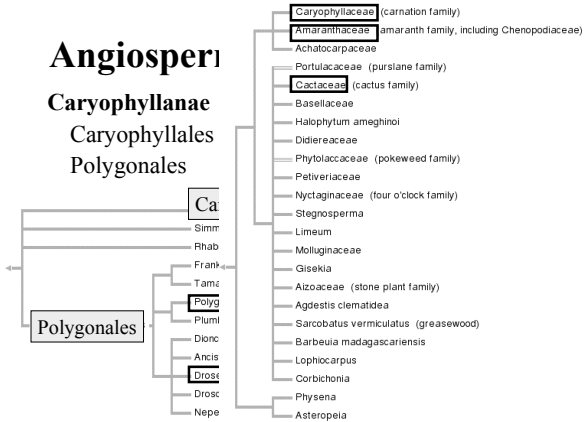 Angiosper
Caryophyllanae
Caryophyllales
Polygonales
Ca
Simm
Rhab
Frank
Tama
Polyg
Plum
Polygonales
Dionc
Ancis
Drose
Droso
Nepe
Caryophyllaceae (carnation family)
Amaranthaceae amaranth family, including Chenopodiaceae)
Achatocarpaceae
Portulacaceae (purslane family)
Cactaceae (cactus family)
Basellaceae
Halophytum ameghinoi
Didiereaceae
Phytolaccaceae (pokeweed family)
Petiveriaceae
Nyctaginaceae (four o'clock family)
Stegnosperma
Limeum
Molluginaceae
Gisekia
Aizoaceae (stone plant family)
Agdestis clematidea
Sarcobatus vermiculatus (greasewood)
Barbeuia madagascariensis
Lophiocarpus
Corbichonia
Physena
Asteropeia